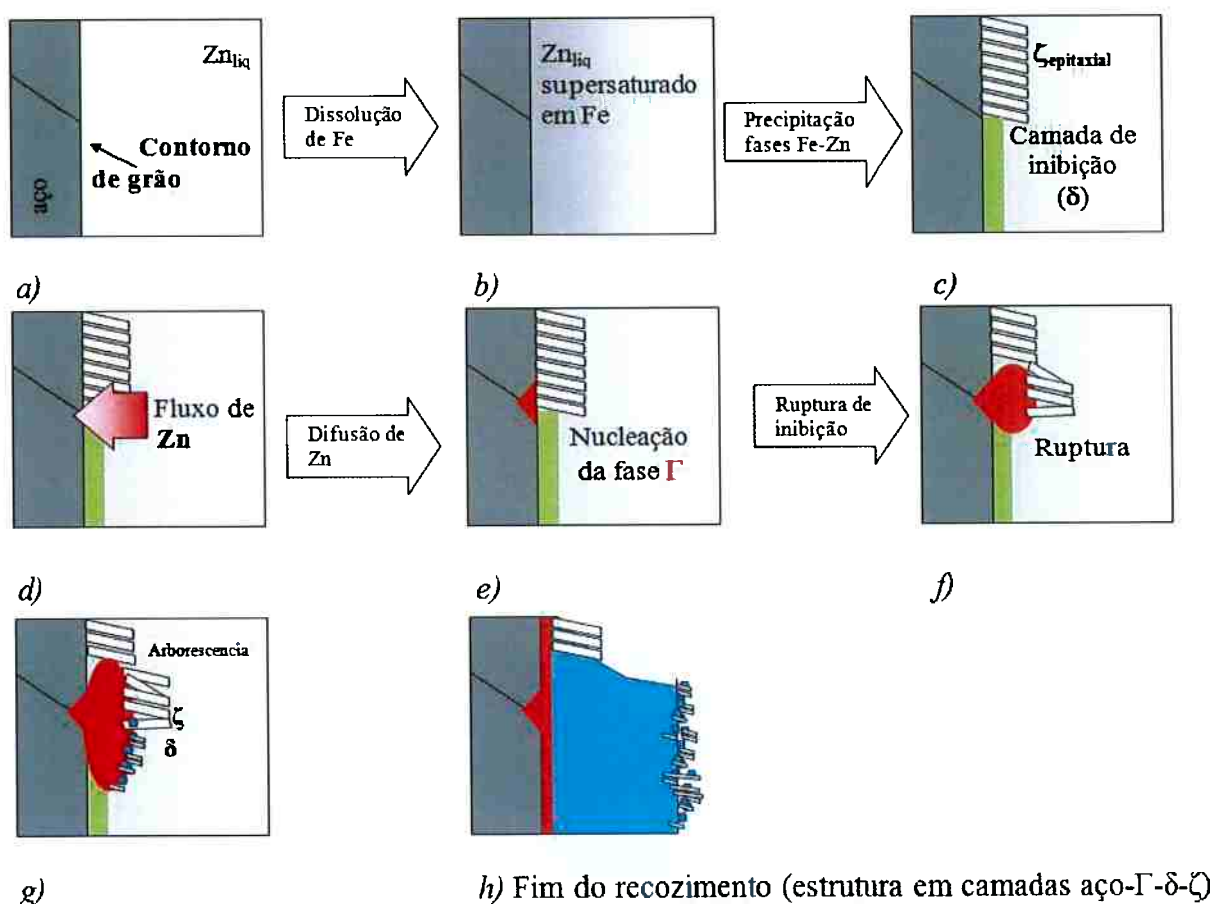 Zn_liq
Contorno
de grão
aço
Dissolução
de Fe
Zn_liq
supersaturado
em Fe
Precipitação
fases Fe-Zn
ζ_epitaxial
Camada de
inibição
(δ)
a)
b)
c)
Fluxo de
Zn
Difusão de
Zn
Nucleação
da fase Γ
Ruptura de
inibição
Ruptura
d)
e)
f)
Arborescencia
ζ
δ
g)
h) Fim do recozimento (estrutura em camadas aço-Γ-δ-ζ)